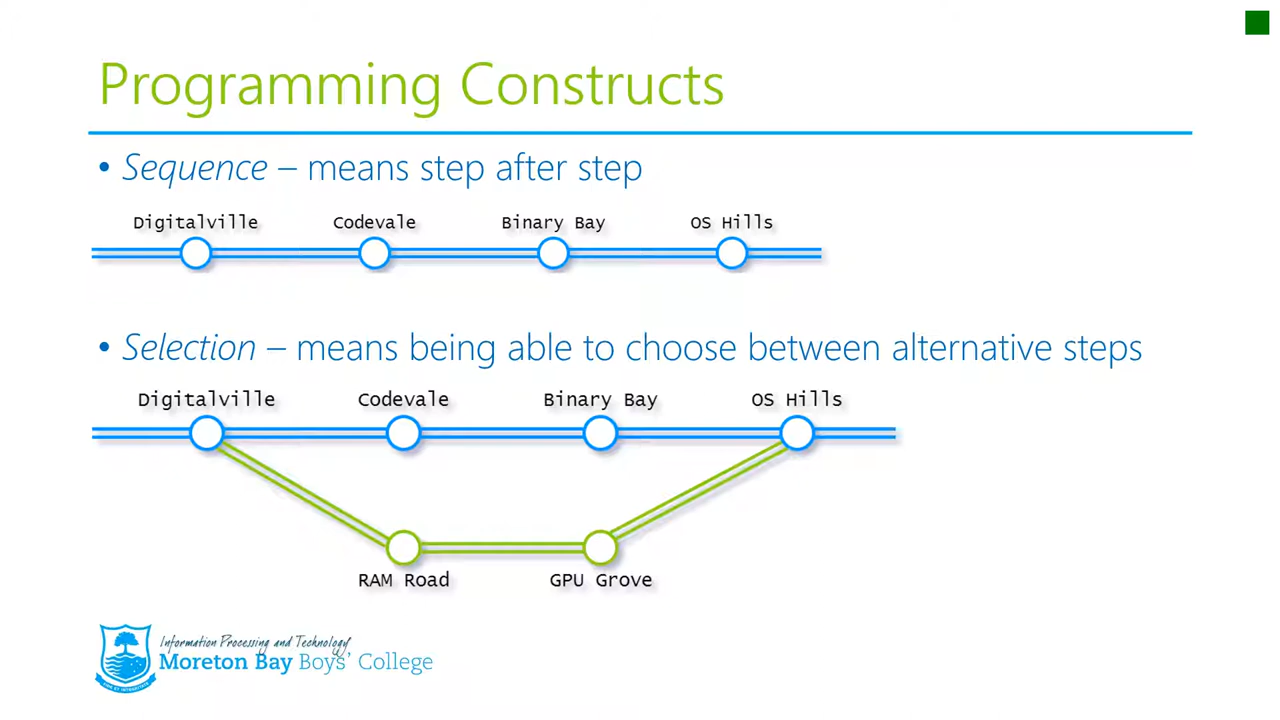 Programming Constructs
• Sequence – means step after step
Digitalville Codevale Binary Bay OS Hills
• Selection – means being able to choose between alternative steps
Digitalville Codevale Binary Bay OS Hills
RAM Road GPU Grove
Information Processing and Technology
Moreton Bay Boys' College